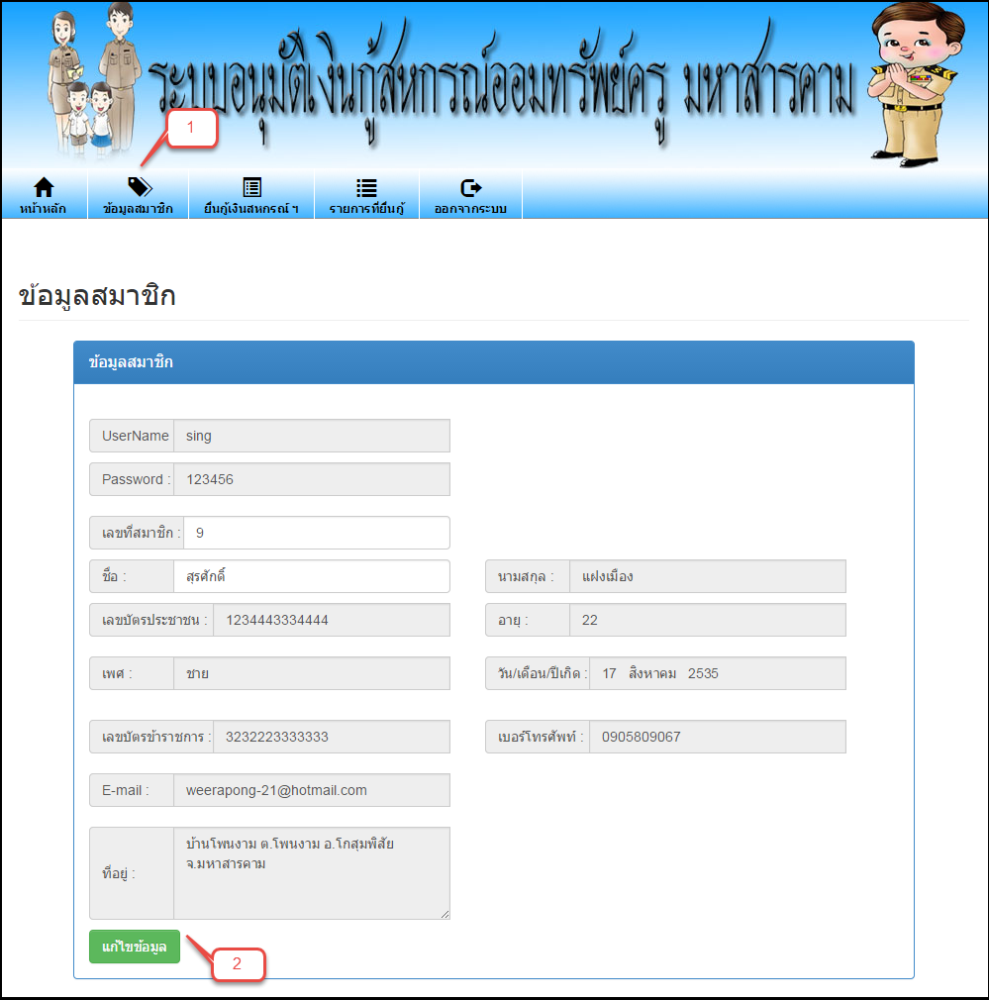 ระบบอนุมัติเงินกู้สหกรณ์ออมทรัพย์ครู มหาสารคาม
1
หน้าหลัก
ข้อมูลสมาชิก
ยื่นกู้เงินสหกรณ์ ฯ
รายการที่ยื่นกู้
ออกจากระบบ
ข้อมูลสมาชิก
ข้อมูลสมาชิก
UserName sing
Password : 123456
เลขที่สมาชิก : 9
ชื่อ : สุรศักดิ์
นามสกุล : แฝงเมือง
เลขบัตรประชาชน : 1234443334444
อายุ : 22
เพศ : ชาย
วัน/เดือน/ปีเกิด : 17 สิงหาคม 2535
เลขบัตรข้าราชการ : 3232223333333
เบอร์โทรศัพท์ : 0905809067
E-mail : weerapong-21@hotmail.com
ที่อยู่ : บ้านโพนงาม ต.โพนงาม อ.โกสุมพิสัย
จ.มหาสารคาม
แก้ไขข้อมูล
2